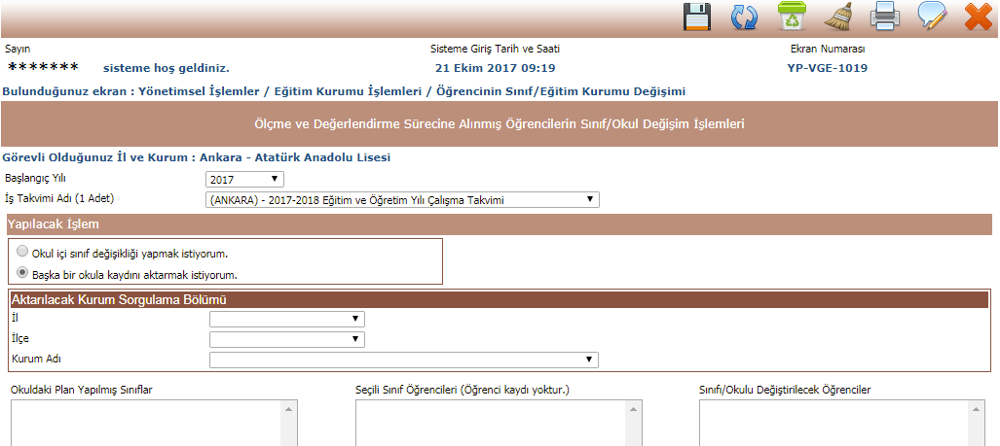 Sayın Sisteme Giriş Tarih ve Saati Ekran Numarası
******* sisteme hoş geldiniz. 21 Ekim 2017 09:19 YP-VGE-1019
Bulunduğunuz ekran : Yönetimsel İşlemler / Eğitim Kurumu İşlemleri / Öğrencinin Sınıf/Eğitim Kurumu Değişimi
Ölçme ve Değerlendirme Sürecine Alınmış Öğrencilerin Sınıf/Okul Değişim İşlemleri
Görevli Olduğunuz İl ve Kurum : Ankara - Atatürk Anadolu Lisesi
Başlangıç Yılı 2017
İş Takvimi Adı (1 Adet) (ANKARA) - 2017-2018 Eğitim ve Öğretim Yılı Çalışma Takvimi
Yapılacak İşlem
Okul içi sınıf değişikliği yapmak istiyorum.
Başka bir okula kaydını aktarmak istiyorum.
Aktarılacak Kurum Sorgulama Bölümü
İl
İlçe
Kurum Adı
Okuldaki Plan Yapılmış Sınıflar Seçili Sınıf Öğrencileri (Öğrenci kaydı yoktur.) Sınıfı/Okulu Değiştirilecek Öğrenciler